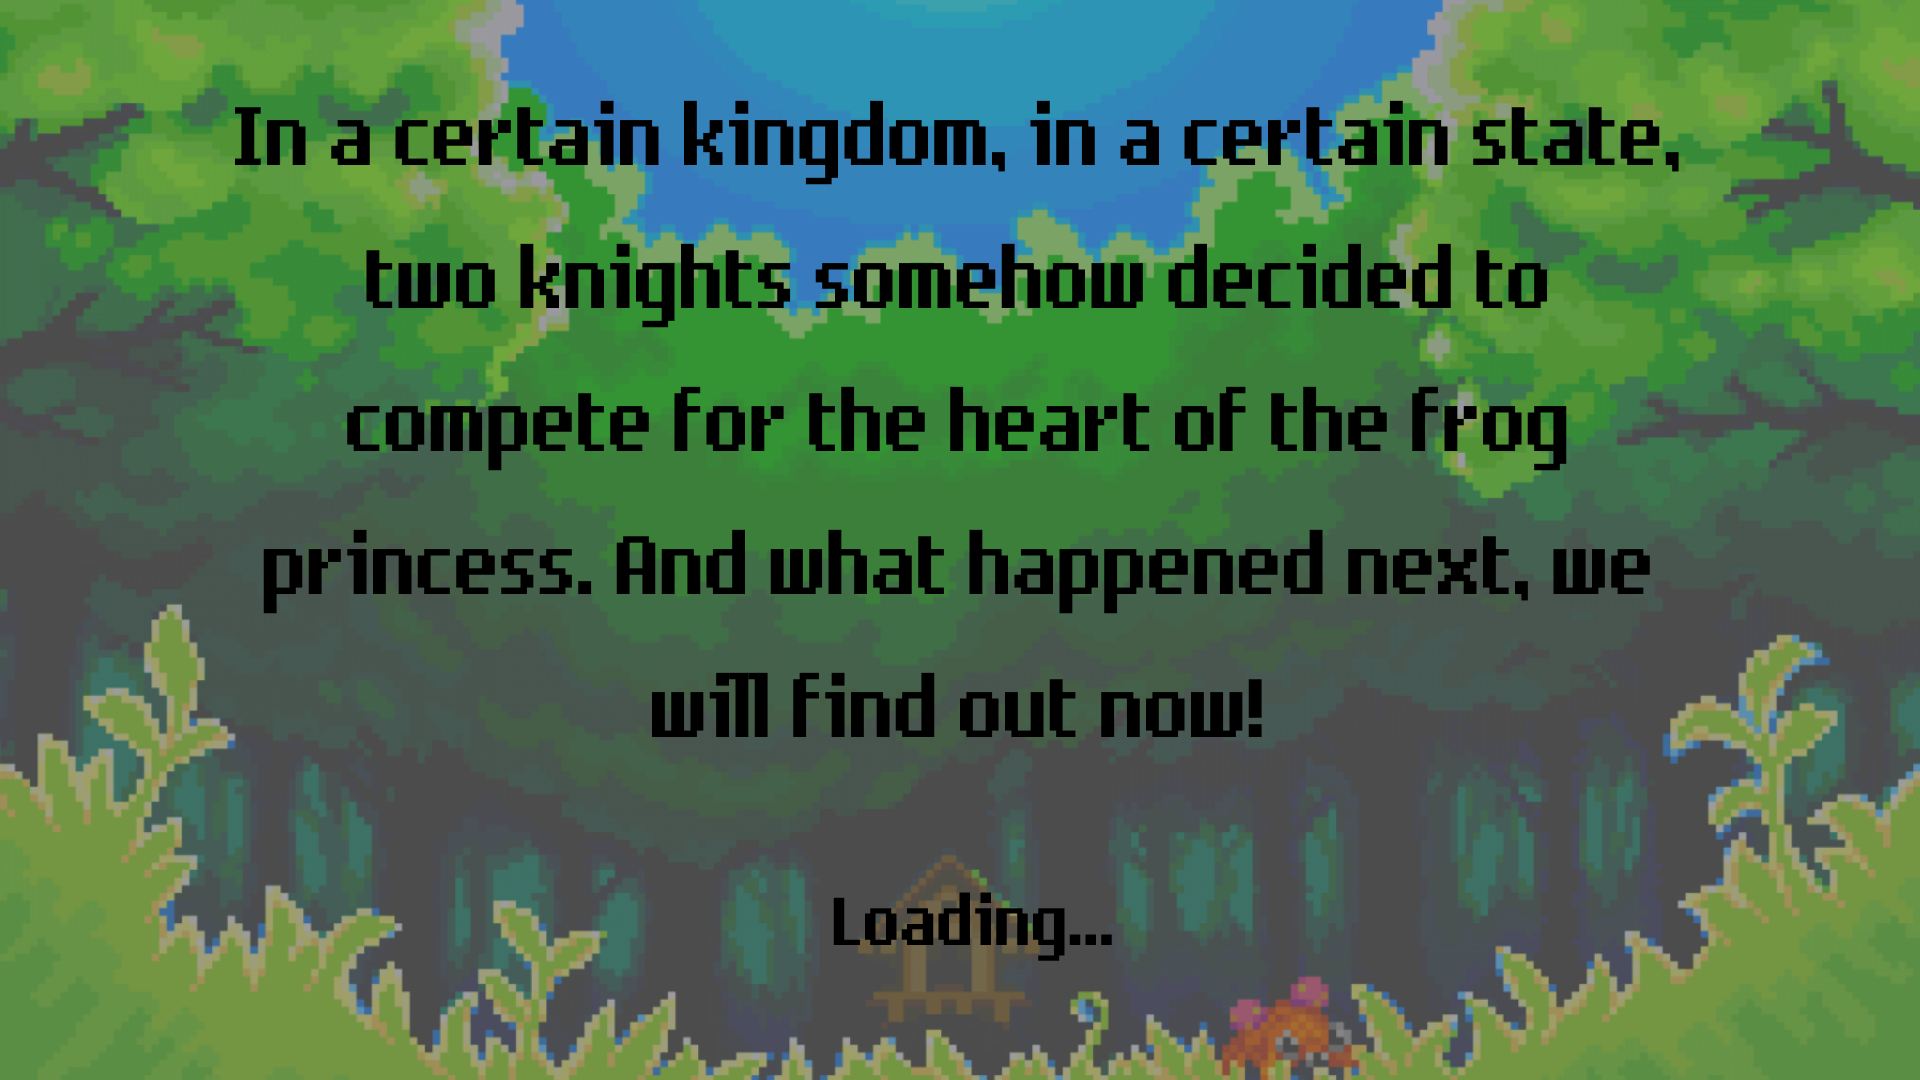 In a certain kingdom, in a certain state,
two knights somehow decided to
compete for the heart of the frog
princess. And what happened next, we
will find out now!
Loading...